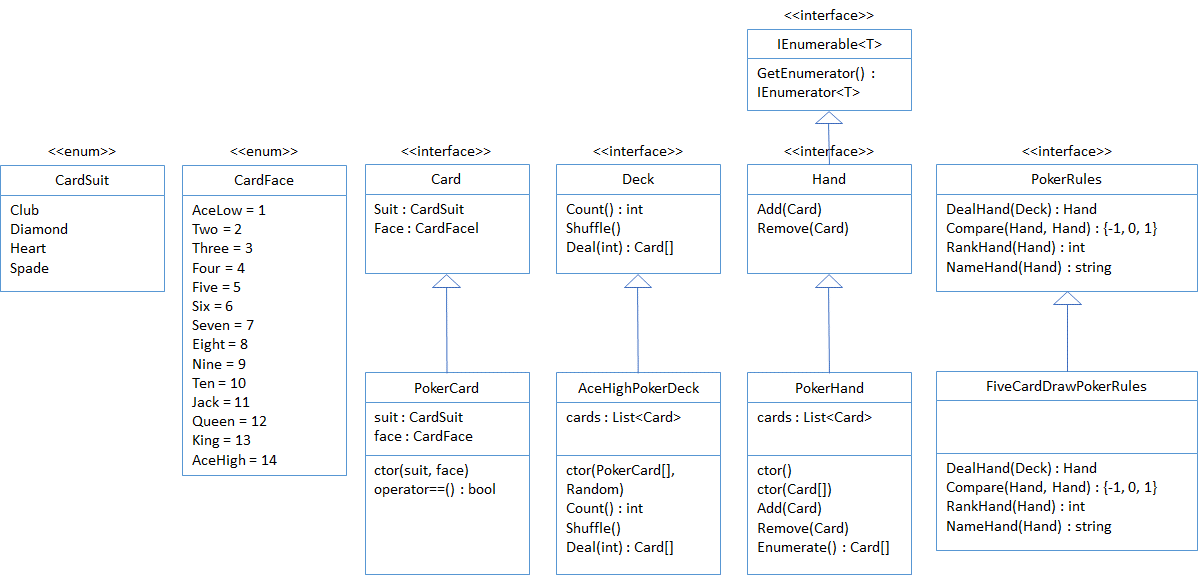 <<interface>>
IEnumerable<T>
GetEnumerator() :
IEnumerator<T>
<<enum>>
CardSuit
Club
Diamond
Heart
Spade
<<enum>>
CardFace
AceLow = 1
Two = 2
Three = 3
Four = 4
Five = 5
Six = 6
Seven = 7
Eight = 8
Nine = 9
Ten = 10
Jack = 11
Queen = 12
King = 13
AceHigh = 14
<<interface>>
Card
Suit : CardSuit
Face : CardFacel
<<interface>>
Deck
Count() : int
Shuffle()
Deal(int) : Card[]
<<interface>>
Hand
Add(Card)
Remove(Card)
<<interface>>
PokerRules
DealHand(Deck) : Hand
Compare(Hand, Hand) : {-1, 0, 1}
RankHand(Hand) : int
NameHand(Hand) : string
PokerCard
suit : CardSuit
face : CardFace
ctor(suit, face)
operator==() : bool
AceHighPokerDeck
cards : List<Card>
ctor(PokerCard[],
Random)
Count() : int
Shuffle()
Deal(int) : Card[]
PokerHand
cards : List<Card>
ctor()
ctor(Card[])
Add(Card)
Remove(Card)
Enumerate() : Card[]
FiveCardDrawPokerRules
DealHand(Deck) : Hand
Compare(Hand, Hand) : {-1, 0, 1}
RankHand(Hand) : int
NameHand(Hand) : string